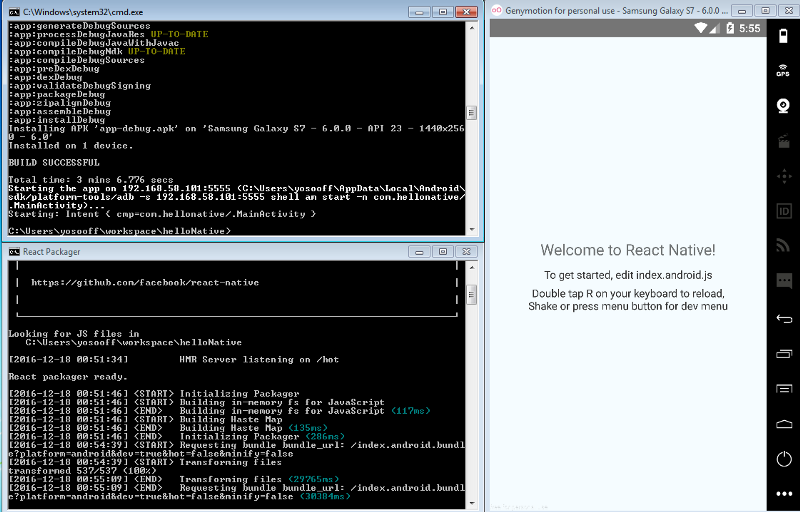 C:\Windows\system32\cmd.exe
:app:generateDebugSources
:app:processDebugJavaRes UP-TO-DATE
:app:compileDebugJavaWithJavac
:app:compileDebugNdk UP-TO-DATE
:app:compileDebugSources
:app:preDexDebug
:app:dexDebug
:app:validateDebugSigning
:app:packageDebug
:app:zipalignDebug
:app:assembleDebug
:app:installDebug
Installing APK 'app-debug.apk' on 'Samsung Galaxy S7 - 6.0.0 - API 23 - 1440x256
0 - 6.0'
Installed on 1 device.
BUILD SUCCESSFUL
Total time: 3 mins 6.776 secs
Starting the app on 192.168.58.101:5555 (C:\Users\yosooff\AppData\Local\Android\
sdk/platform-tools/adb -s 192.168.58.101:5555 shell am start -n com.hellonative/
.MainActivity)...
Starting: Intent { cmp=com.hellonative/.MainActivity }
C:\Users\yosooff\workspace\helloNative>
React Packager
https://github.com/facebook/react-native
Looking for JS files in
C:\Users\yosooff\workspace\helloNative
[2016-12-18 00:51:34] HMR Server listening on /hot
React packager ready.
[2016-12-18 00:51:46] <START> Initializing Packager
[2016-12-18 00:51:46] <START> Building in-memory fs for JavaScript
[2016-12-18 00:51:46] <END> Building in-memory fs for JavaScript (117ms)
[2016-12-18 00:51:46] <START> Building Haste Map
[2016-12-18 00:51:46] <END> Building Haste Map (135ms)
[2016-12-18 00:51:46] <END> Initializing Packager (286ms)
[2016-12-18 00:54:39] <START> Requesting bundle bundle_url: /index.android.bundl
e?platform=android&dev=true&hot=false&minify=false
[2016-12-18 00:54:39] <START> Transforming files
transformed 537/537 (100%)
[2016-12-18 00:55:09] <END> Transforming files (29765ms)
[2016-12-18 00:55:09] <END> Requesting bundle bundle_url: /index.android.bundl
e?platform=android&dev=true&hot=false&minify=false (30384ms)
Genymotion for personal use - Samsung Galaxy S7 - 6.0.0 ...
5:55
GPS
ID
Welcome to React Native!
To get started, edit index.android.js
Double tap R on your keyboard to reload,
Shake or press menu button for dev menu